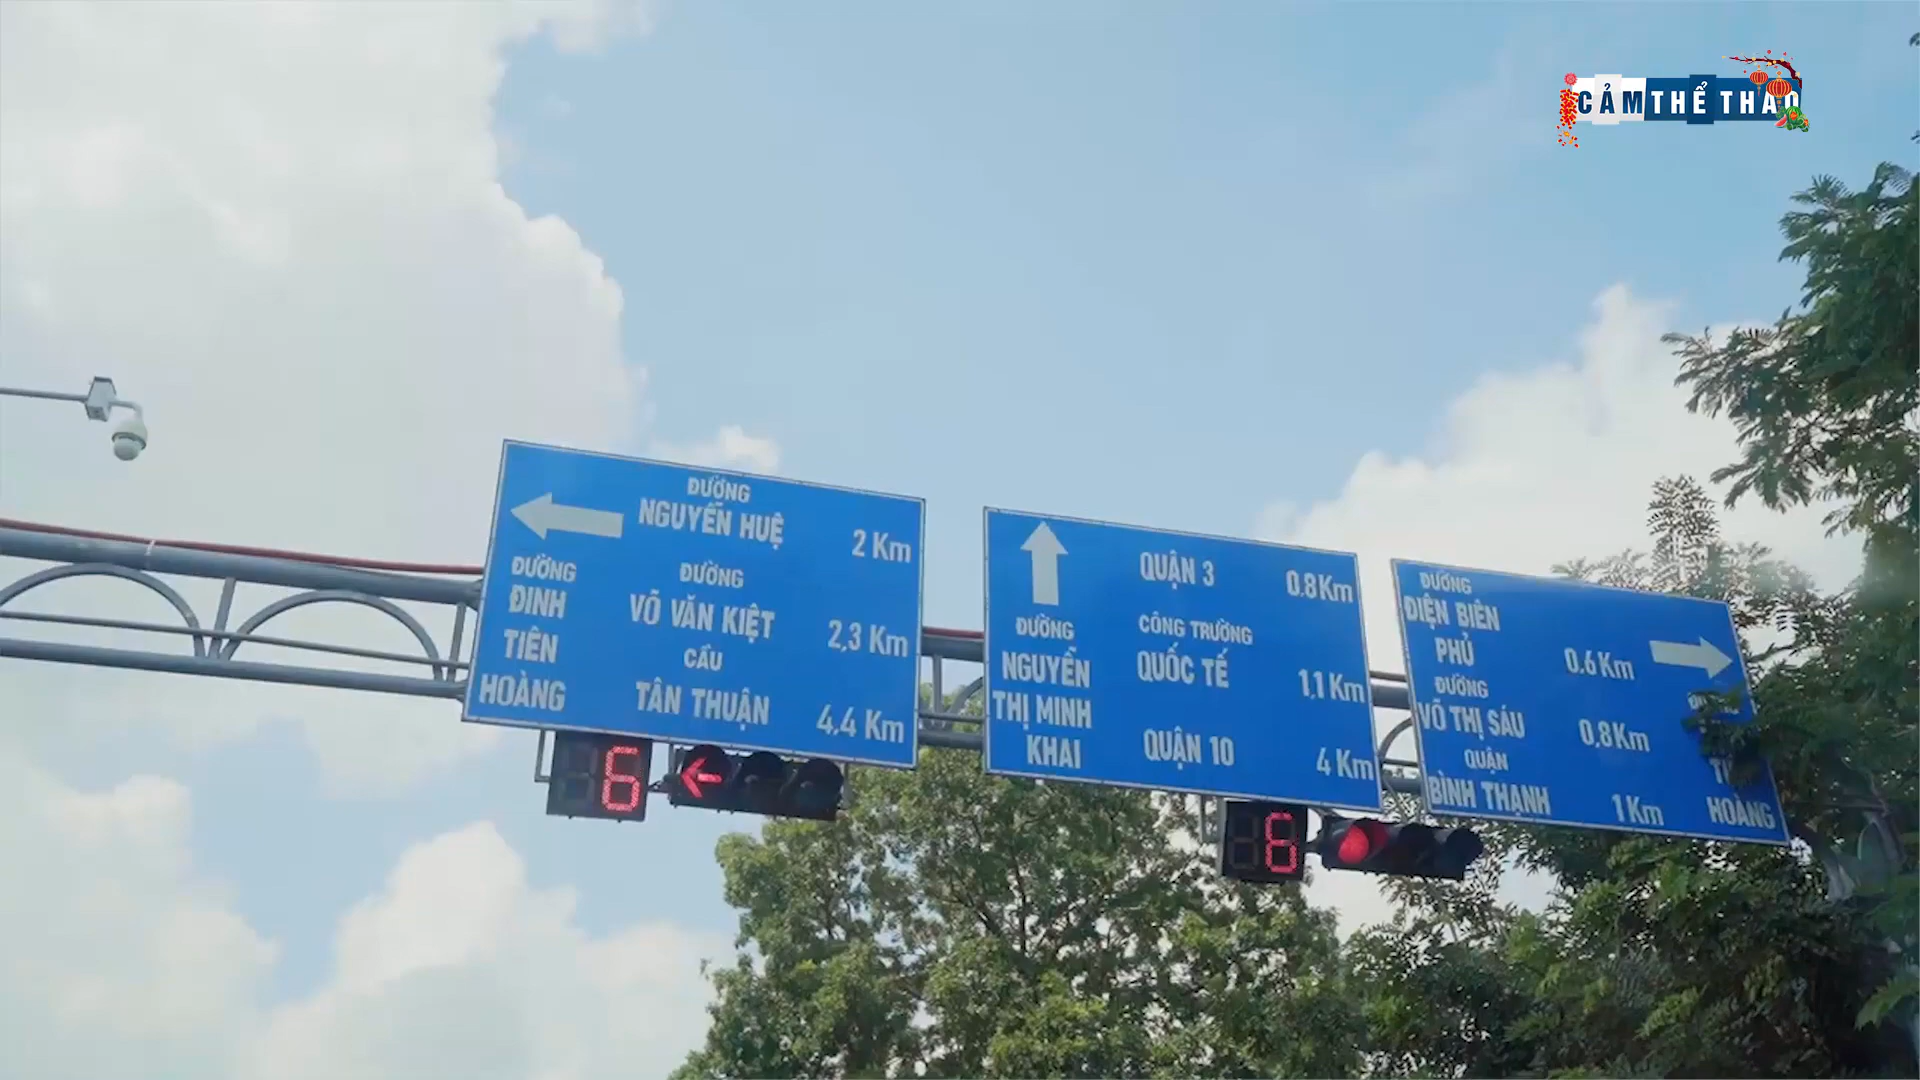 CẢM THỂ THAO
ĐƯỜNG
NGUYỄN HUỆ 2 Km
ĐƯỜNG
ĐINH
TIÊN
HOÀNG
ĐƯỜNG
VÕ VĂN KIỆT 2,3 Km
CẦU
TÂN THUẬN 4,4 Km
6
QUẬN 3 0.8Km
ĐƯỜNG
NGUYỄN
THỊ MINH
KHAI
CÔNG TRƯỜNG
QUỐC TẾ 1,1 Km
QUẬN 10 4 Km
6
ĐƯỜNG
ĐIỆN BIÊN
PHỦ 0.6Km
ĐƯỜNG
VÕ THỊ SÁU 0,8Km
QUẬN
BÌNH THẠNH 1Km
HOÀNG